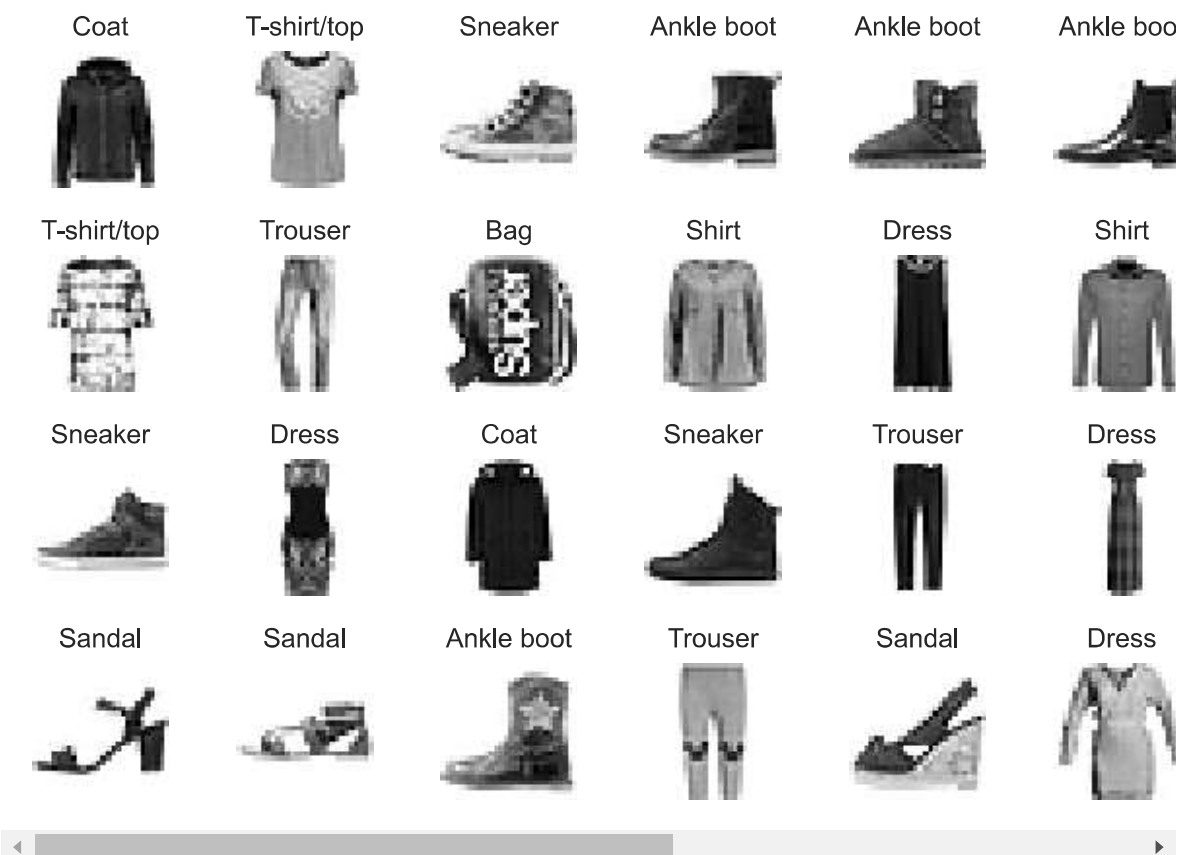 Coat T-shirt/top Sneaker Ankle boot Ankle boot Ankle boo
T-shirt/top Trouser Bag Shirt Dress Shirt
Sneaker Dress Coat Sneaker Trouser Dress
Sandal Sandal Ankle boot Trouser Sandal Dress